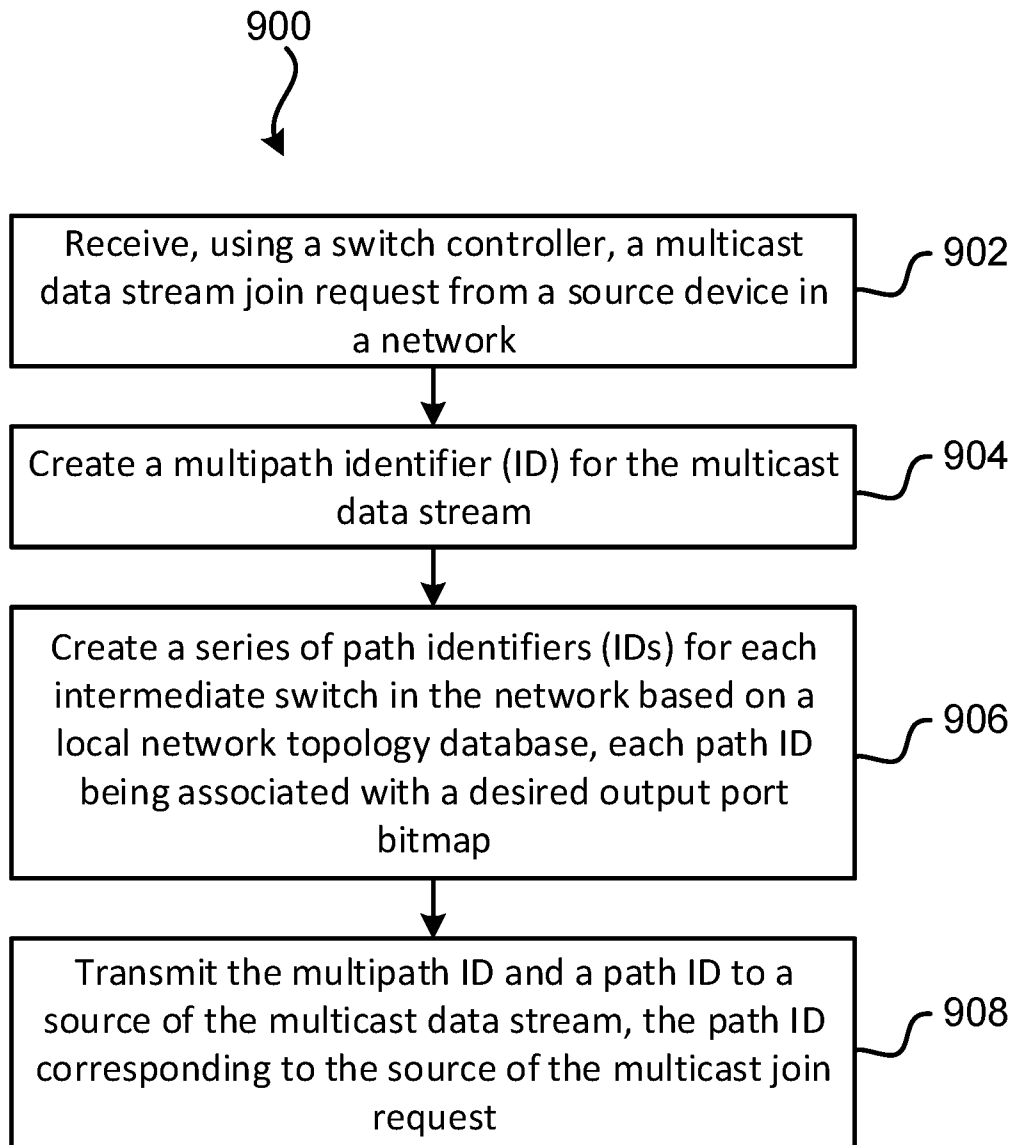 900
Receive, using a switch controller, a multicast
data stream join request from a source device in
a network
902
Create a multipath identifier (ID) for the multicast
data stream
904
Create a series of path identifiers (IDs) for each
intermediate switch in the network based on a
local network topology database, each path ID
being associated with a desired output port
bitmap
906
Transmit the multipath ID and a path ID to a
source of the multicast data stream, the path ID
corresponding to the source of the multicast join
request
908